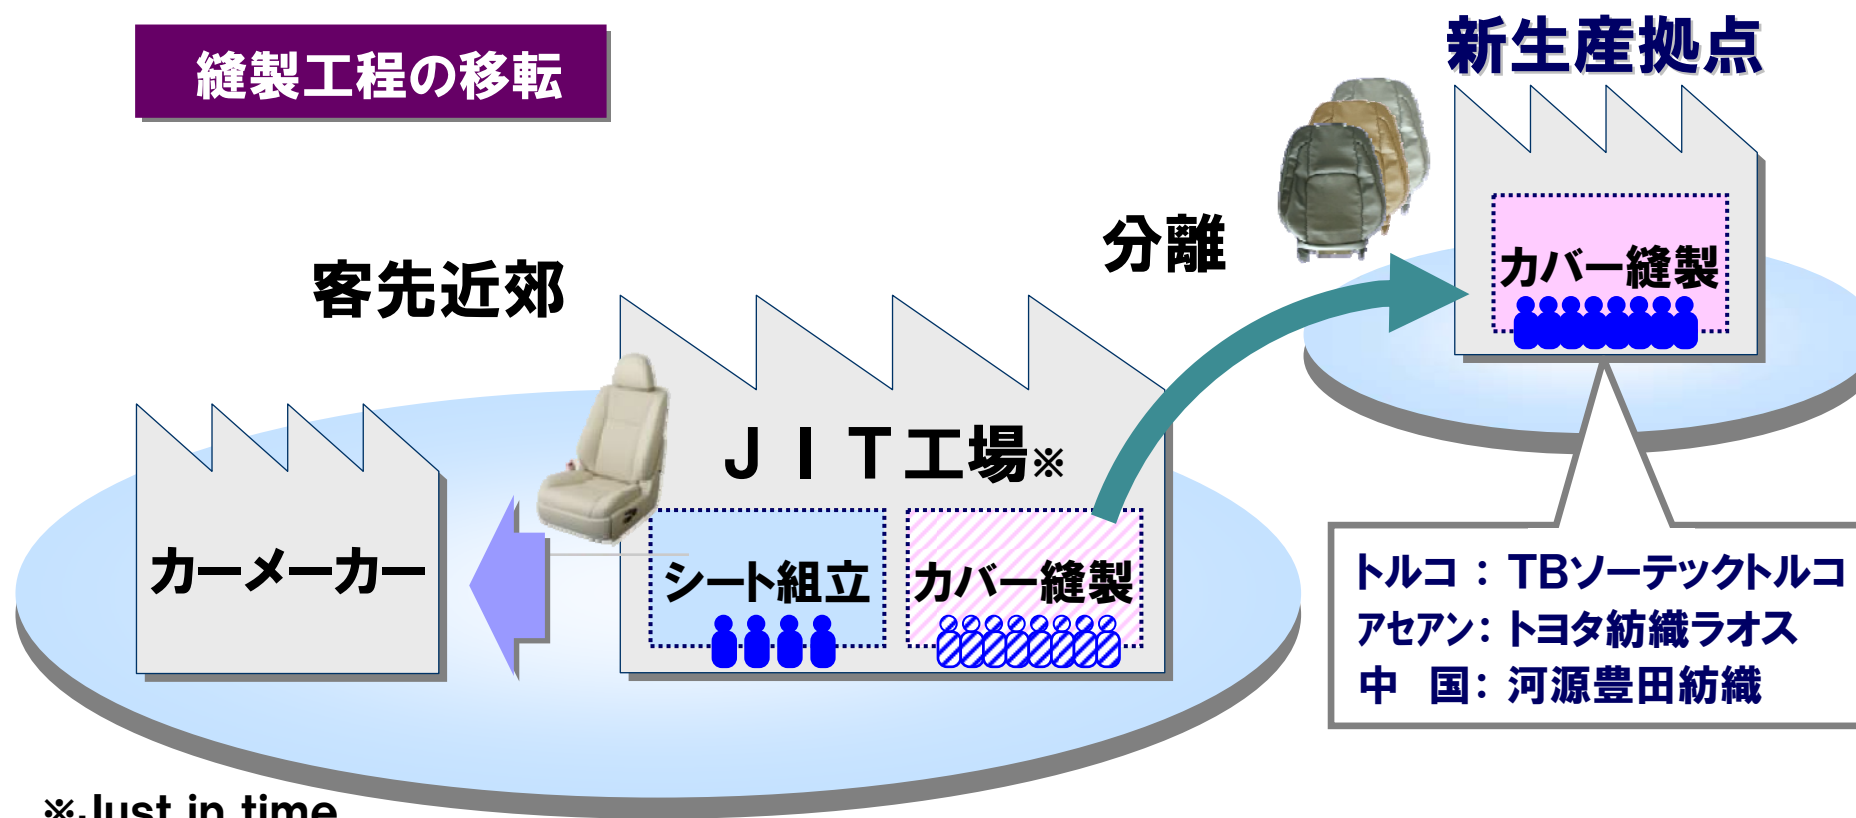 縫製工程の移転
新生産拠点
カバー縫製
分離
客先近郊
ＪＩＴ工場※
カーメーカー
シート組立
カバー縫製
トルコ：TBソーテックトルコ
アセアン：トヨタ紡織ラオス
中　国：河源豊田紡織
※Just in time